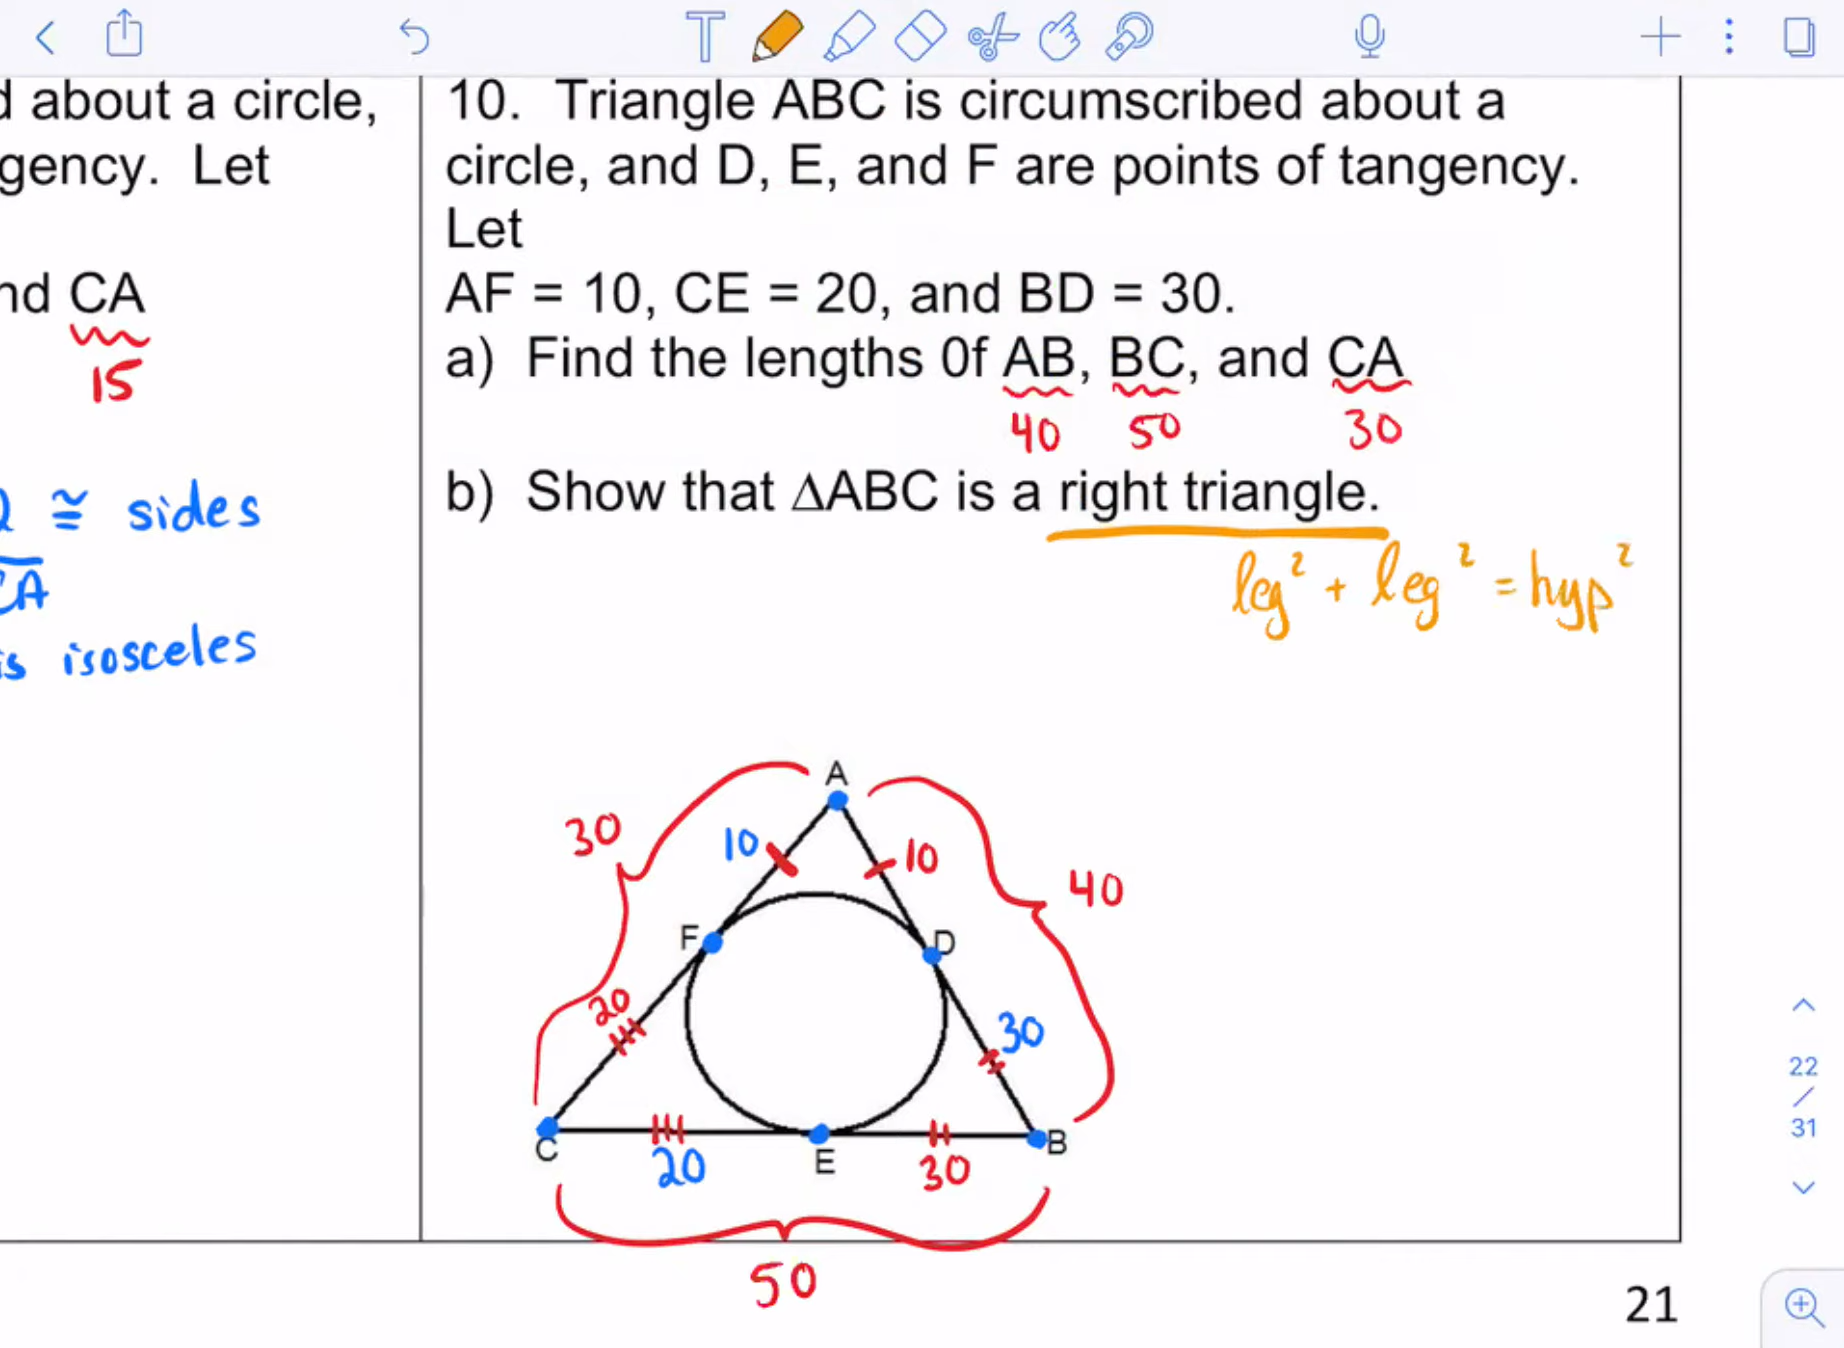 d about a circle,
gency. Let
nd CA
15
≅ sides
CA
is isosceles
10. Triangle ABC is circumscribed about a
circle, and D, E, and F are points of tangency.
Let
AF = 10, CE = 20, and BD = 30.
a) Find the lengths 0f AB, BC, and CA
40 50 30
b) Show that ΔABC is a right triangle.
leg² + leg² = hyp²
A
30
10
10
40
F
D
20
30
C
B
20
E
30
50
21
22
/
31
T